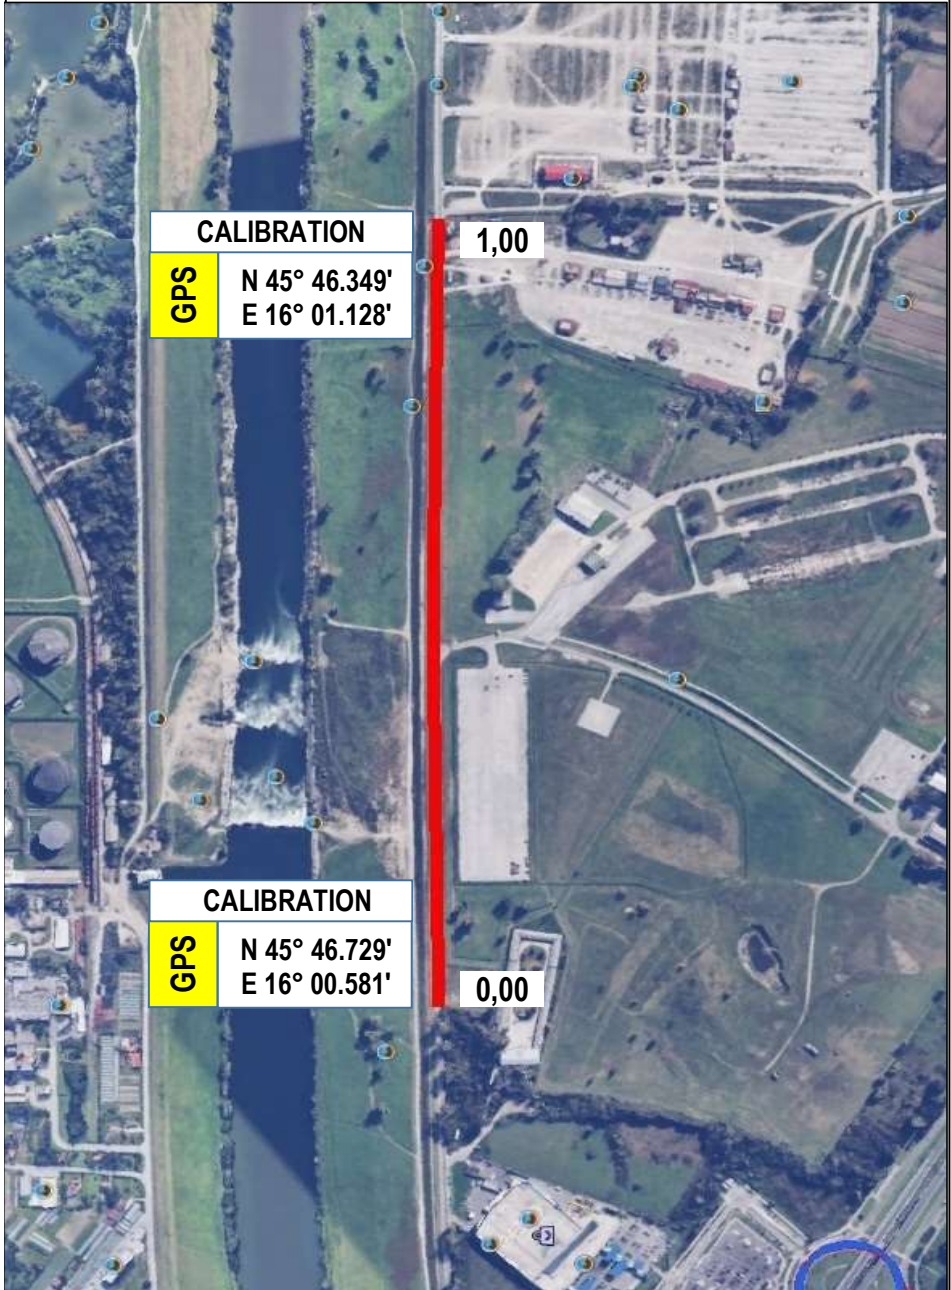 CALIBRATION
GPS
N 45° 46.349'
E 16° 01.128'
1,00
CALIBRATION
GPS
N 45° 46.729'
E 16° 00.581'
0,00